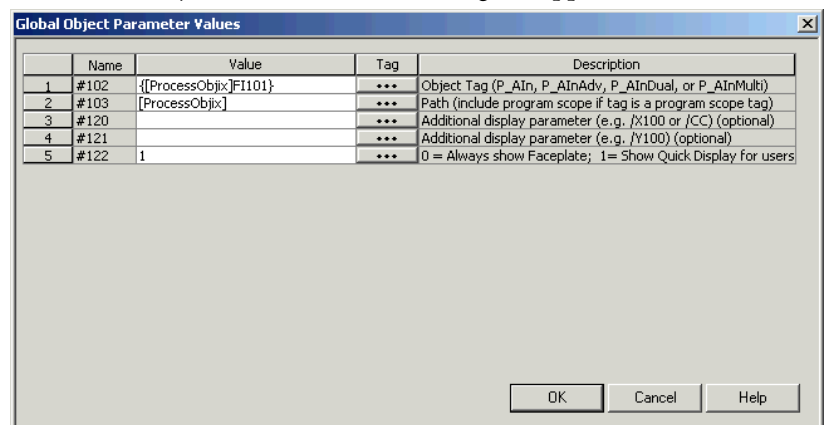 Global Object Parameter Values
Name Value Tag Description
1 #102 {[ProcessObjix]FI101} ••• Object Tag (P_AIn, P_AInAdv, P_AInDual, or P_AInMulti)
2 #103 [ProcessObjix] ••• Path (include program scope if tag is a program scope tag)
3 #120 ••• Additional display parameter (e.g. /X100 or /CC) (optional)
4 #121 ••• Additional display parameter (e.g. /Y100) (optional)
5 #122 1 ••• 0 = Always show Faceplate; 1= Show Quick Display for users
OK Cancel Help